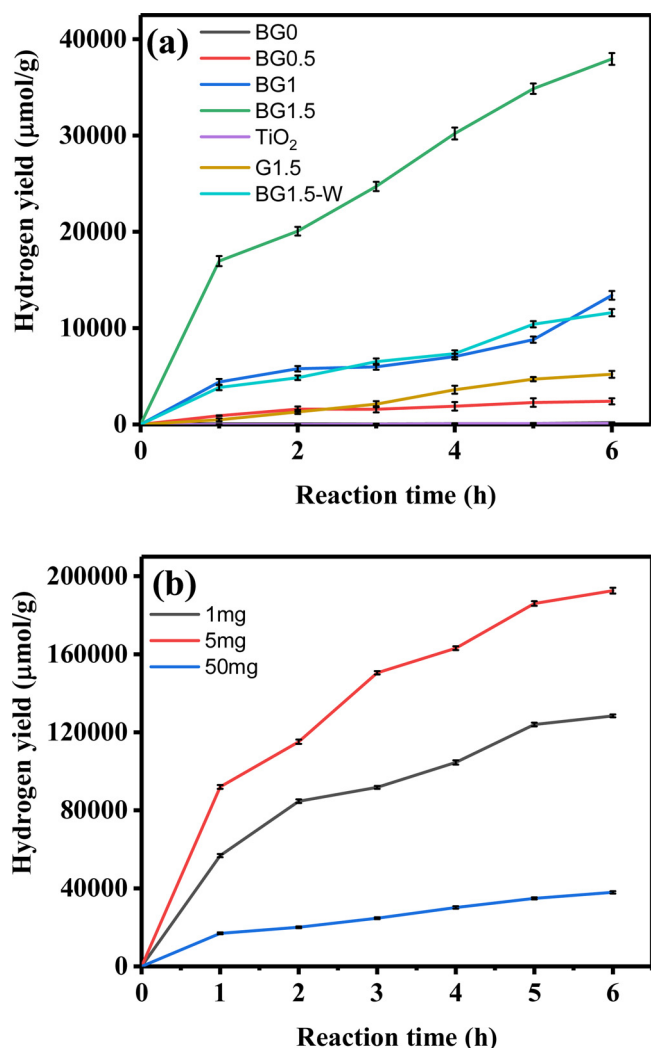 (a)
BG0
BG0.5
BG1
BG1.5
TiO₂
G1.5
BG1.5-W
Hydrogen yield (μmol/g)
40000
30000
20000
10000
0
0 2 4 6
Reaction time (h)
(b)
1mg
5mg
50mg
Hydrogen yield (μmol/g)
200000
160000
120000
80000
40000
0
0 1 2 3 4 5 6
Reaction time (h)